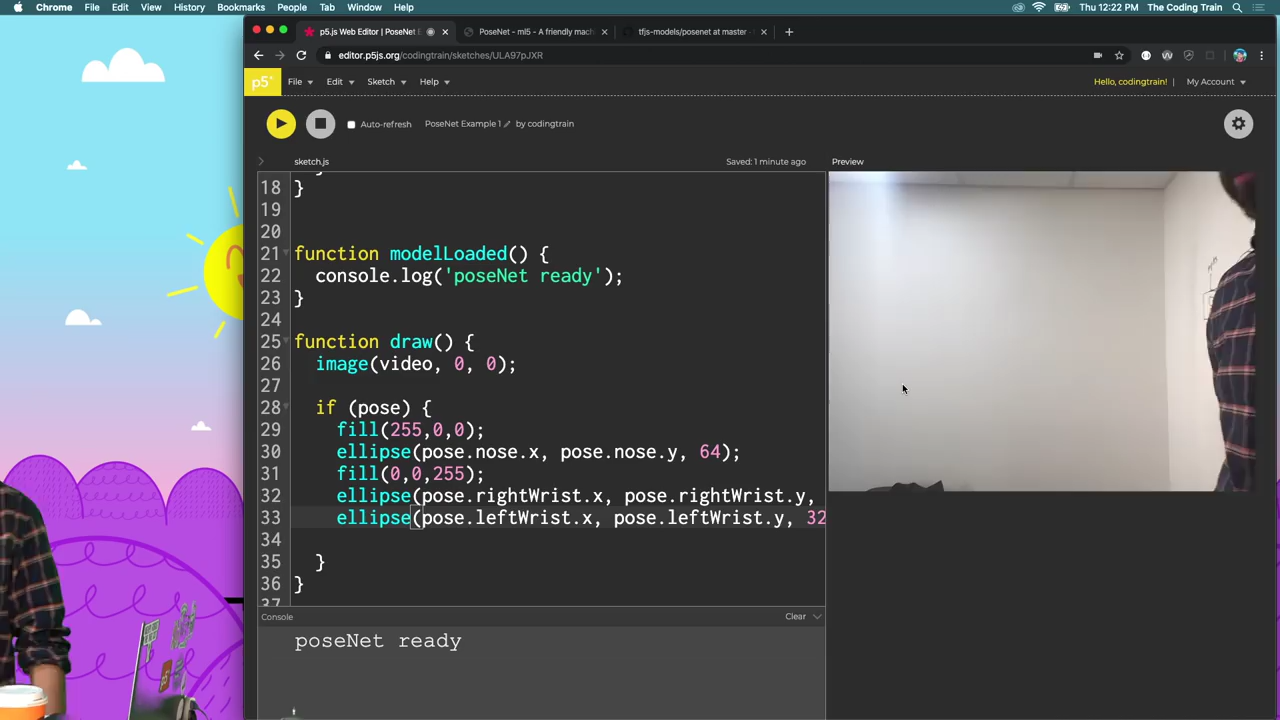 Chrome File Edit View History Bookmarks People Tab Window Help Thu 12:22 PM The Coding Train
p5.js Web Editor | PoseNet E PoseNet - ml5 - A friendly mach tfjs-models/posenet at master
editor.p5js.org/codingtrain/sketches/ULA97pJXR
p5* File Edit Sketch Help Hello, codingtrain! | My Account
Auto-refresh PoseNet Example 1 by codingtrain
sketch.js Saved: 1 minute ago Preview
18 }
19
20
21 function modelLoaded() {
22 console.log('poseNet ready');
23 }
24
25 function draw() {
26 image(video, 0, 0);
27
28 if (pose) {
29 fill(255,0,0);
30 ellipse(pose.nose.x, pose.nose.y, 64);
31 fill(0,0,255);
32 ellipse(pose.rightWrist.x, pose.rightWrist.y,
33 ellipse(pose.leftWrist.x, pose.leftWrist.y, 32
34
35 }
36 }
37
Console Clear
poseNet ready